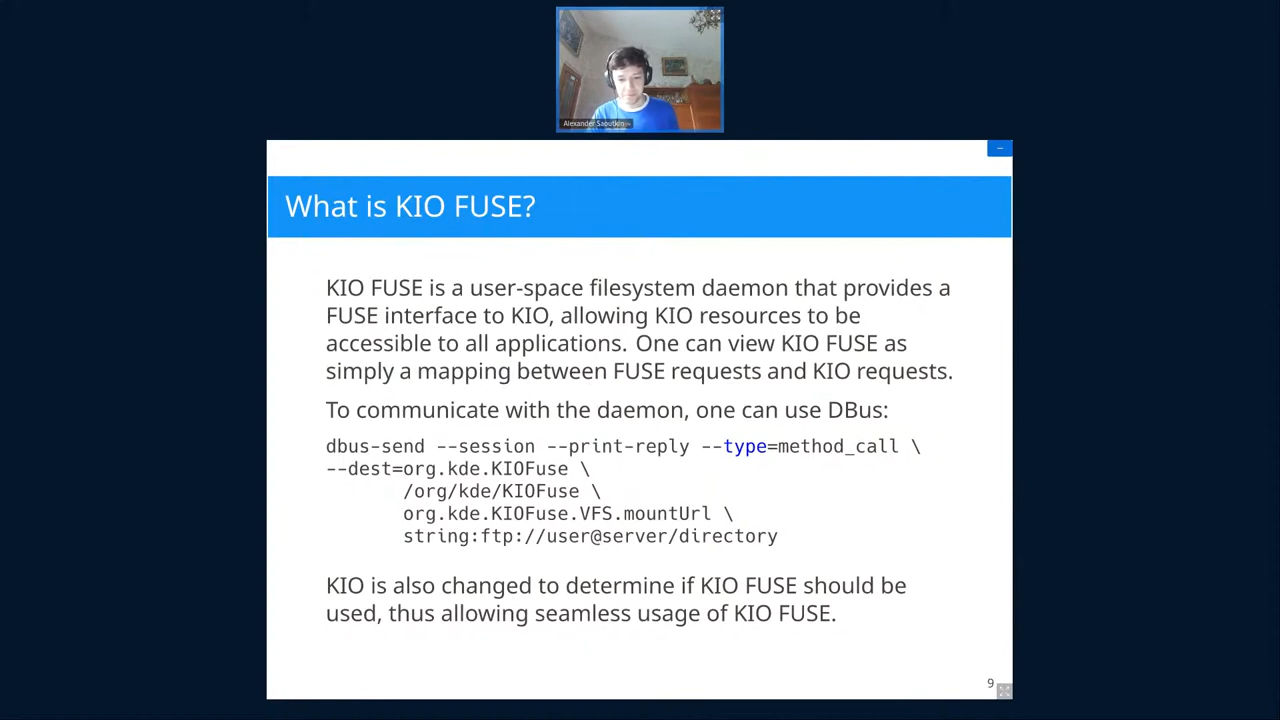 Alexander Saoutkin
What is KIO FUSE?
KIO FUSE is a user-space filesystem daemon that provides a
FUSE interface to KIO, allowing KIO resources to be
accessible to all applications. One can view KIO FUSE as
simply a mapping between FUSE requests and KIO requests.
To communicate with the daemon, one can use DBus:
dbus-send --session --print-reply --type=method_call \
--dest=org.kde.KIOFuse \
/org/kde/KIOFuse \
org.kde.KIOFuse.VFS.mountUrl \
string:ftp://user@server/directory
KIO is also changed to determine if KIO FUSE should be
used, thus allowing seamless usage of KIO FUSE.
9